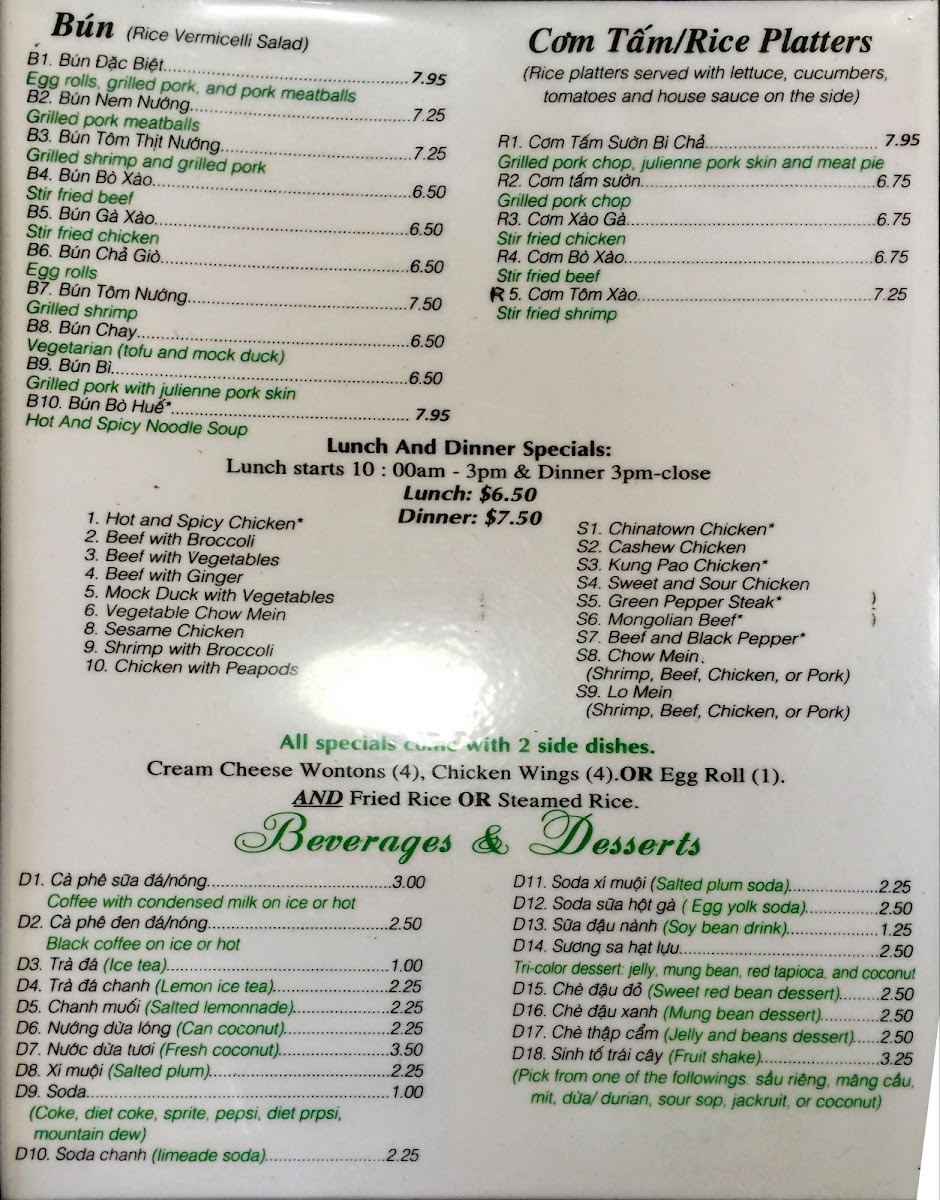 Bún (Rice Vermicelli Salad)
B1. Bún Đặc Biệt..........7.95
Egg rolls, grilled pork, and pork meatballs
B2. Bún Nem Nướng..........7.25
Grilled pork meatballs
B3. Bún Tôm Thịt Nướng..........7.25
Grilled shrimp and grilled pork
B4. Bún Bò Xào..........6.50
Stir fried beef
B5. Bún Gà Xào..........6.50
Stir fried chicken
B6. Bún Chả Giò..........6.50
Egg rolls
B7. Bún Tôm Nướng..........7.50
Grilled shrimp
B8. Bún Chay..........6.50
Vegetarian (tofu and mock duck)
B9. Bún Bì..........6.50
Grilled pork with julienne pork skin
B10. Bún Bò Huế*..........7.95
Hot And Spicy Noodle Soup
Cơm Tấm/Rice Platters
(Rice platters served with lettuce, cucumbers,
tomatoes and house sauce on the side)
R1. Cơm Tấm Sườn Bì Chả..........7.95
Grilled pork chop, julienne pork skin and meat pie
R2. Cơm tấm sườn..........6.75
Grilled pork chop
R3. Cơm Xào Gà..........6.75
Stir fried chicken
R4. Cơm Bò Xào..........6.75
Stir fried beef
R5. Cơm Tôm Xào..........7.25
Stir fried shrimp
Lunch And Dinner Specials:
Lunch starts 10 : 00am - 3pm & Dinner 3pm-close
Lunch: $6.50
Dinner: $7.50
1. Hot and Spicy Chicken*
2. Beef with Broccoli
3. Beef with Vegetables
4. Beef with Ginger
5. Mock Duck with Vegetables
6. Vegetable Chow Mein
8. Sesame Chicken
9. Shrimp with Broccoli
10. Chicken with Peapods
S1. Chinatown Chicken*
S2. Cashew Chicken
S3. Kung Pao Chicken*
S4. Sweet and Sour Chicken
S5. Green Pepper Steak*
S6. Mongolian Beef*
S7. Beef and Black Pepper*
S8. Chow Mein.
(Shrimp, Beef, Chicken, or Pork)
S9. Lo Mein
(Shrimp, Beef, Chicken, or Pork)
All specials come with 2 side dishes.
Cream Cheese Wontons (4), Chicken Wings (4).OR Egg Roll (1).
AND Fried Rice OR Steamed Rice.
Beverages & Desserts
D1. Cà phê sữa đá/nóng..........3.00
Coffee with condensed milk on ice or hot
D2. Cà phê đen đá/nóng..........2.50
Black coffee on ice or hot
D3. Trà đá (Ice tea)..........1.00
D4. Trà đá chanh (Lemon ice tea)..........2.25
D5. Chanh muối (Salted lemonnade)..........2.25
D6. Nướng dừa lóng (Can coconut)..........2.25
D7. Nước dừa tươi (Fresh coconut)..........3.50
D8. Xí muội (Salted plum)..........2.25
D9. Soda..........1.00
(Coke, diet coke, sprite, pepsi, diet prpsi,
mountain dew)
D10. Soda chanh (limeade soda)..........2.25
D11. Soda xí muội (Salted plum soda)..........2.25
D12. Soda sữa hột gà ( Egg yolk soda)..........2.50
D13. Sữa đậu nành (Soy bean drink)..........1.25
D14. Sương sa hạt lựu..........2.50
Tri-color dessert: jelly, mung bean, red tapioca, and coconut
D15. Chè đậu đỏ (Sweet red bean dessert)..........2.50
D16. Chè đậu xanh (Mung bean dessert)..........2.50
D17. Chè thập cẩm (Jelly and beans dessert)..........2.50
D18. Sinh tố trái cây (Fruit shake)..........3.25
(Pick from one of the followings: sầu riêng, mãng cầu,
mít, dừa/ durian, sour sop, jackruit, or coconut)